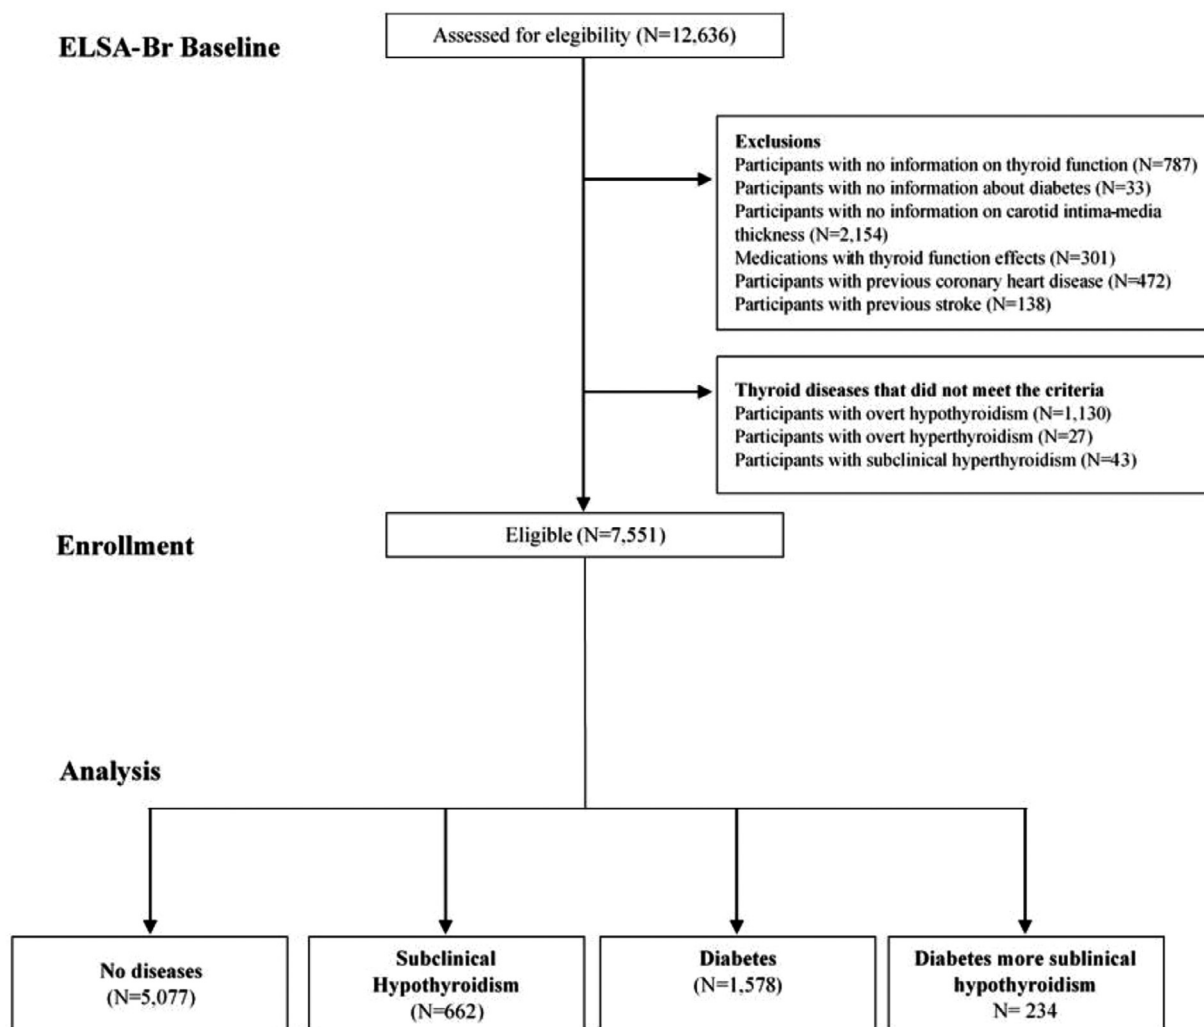 ELSA-Br Baseline
Assessed for elegibility (N=12,636)
Exclusions
Participants with no information on thyroid function (N=787)
Participants with no information about diabetes (N=33)
Participants with no information on carotid intima-media
thickness (N=2,154)
Medications with thyroid function effects (N=301)
Participants with previous coronary heart disease (N=472)
Participants with previous stroke (N=138)
Thyroid diseases that did not meet the criteria
Participants with overt hypothyroidism (N=1,130)
Participants with overt hyperthyroidism (N=27)
Participants with subclinical hyperthyroidism (N=43)
Enrollment
Eligible (N=7,551)
Analysis
No diseases
(N=5,077)
Subclinical
Hypothyroidism
(N=662)
Diabetes
(N=1,578)
Diabetes more sublinical
hypothyroidism
N= 234